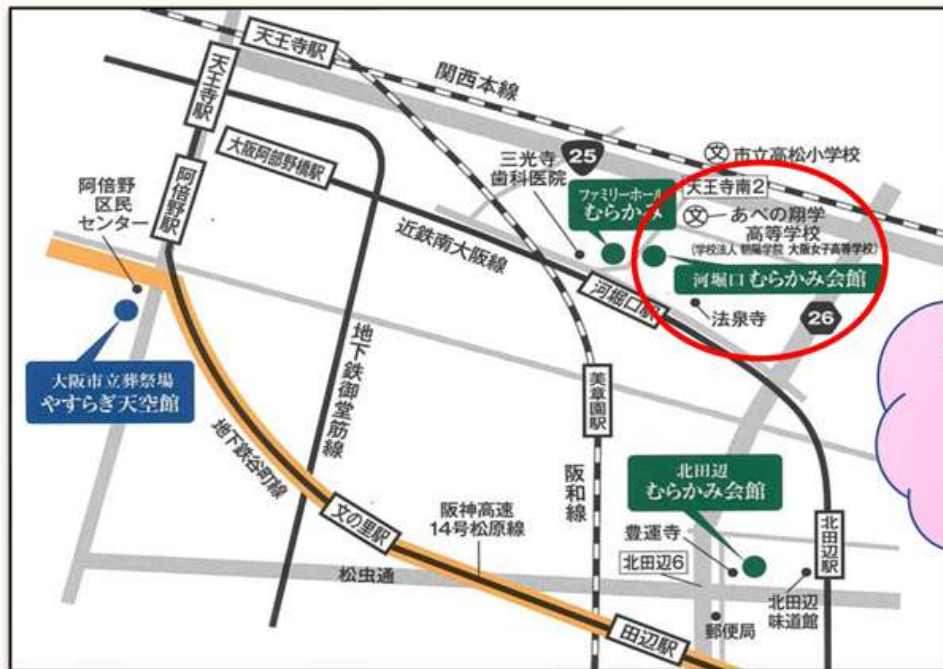 天王寺駅
天王寺駅
関西本線
大阪阿部野橋駅
三光寺
歯科医院
25
市立高松小学校
文
天王寺南2
ファミリーホール
むらかみ
文
あべの翔学
高等学校
(学校法人 朝陽学院 大阪女子高等学校)
河堀口 むらかみ会館
阿倍野
区民
センター
阿倍野駅
近鉄南大阪線
河堀口駅
法泉寺
26
大阪市立葬祭場
やすらぎ天空館
地下鉄御堂筋線
美章園駅
地下鉄谷町線
阪和線
北田辺
むらかみ会館
文の里駅
阪神高速
14号松原線
豊運寺
北田辺駅
松虫通
北田辺6
北田辺
味道館
田辺駅
郵便局